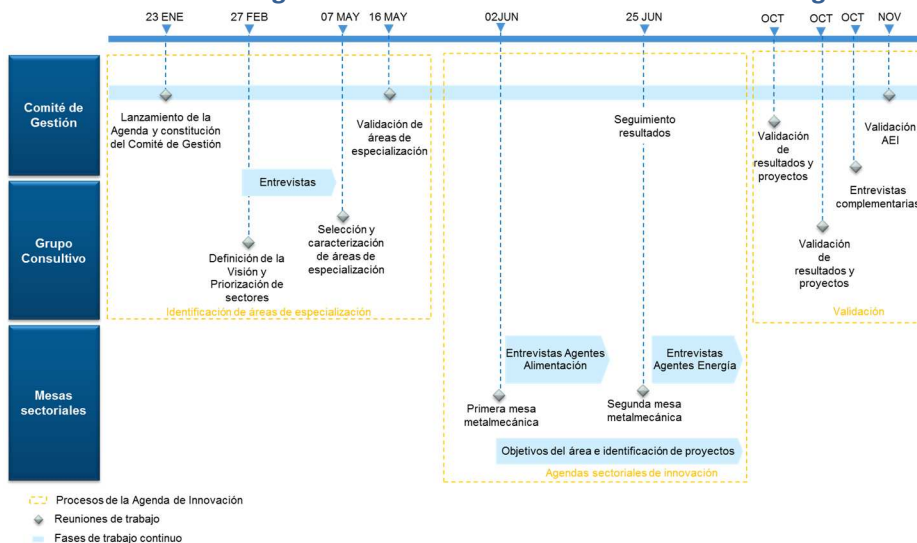 23 ENE
27 FEB
07 MAY
16 MAY
02JUN
25 JUN
OCT
OCT
OCT
NOV
Comité de
Gestión
Lanzamiento de la
Agenda y constitución
del Comité de Gestión
Validación de
áreas de
especialización
Seguimiento
resultados
Validación
de
resultados y
proyectos
Validación
AEI
Entrevistas
complementarias
Entrevistas
Grupo
Consultivo
Definición de la
Visión y
Priorización de
sectores
Selección y
caracterización
de áreas de
especialización
Validación
de
resultados y
proyectos
Identificación de áreas de especialización
Validación
Mesas
sectoriales
Entrevistas Agentes
Alimentación
Entrevistas
Agentes Energía
Primera mesa
metalmecánica
Segunda mesa
metalmecánica
Objetivos del área e identificación de proyectos
Agendas sectoriales de innovación
Procesos de la Agenda de Innovación
Reuniones de trabajo
Fases de trabajo continuo